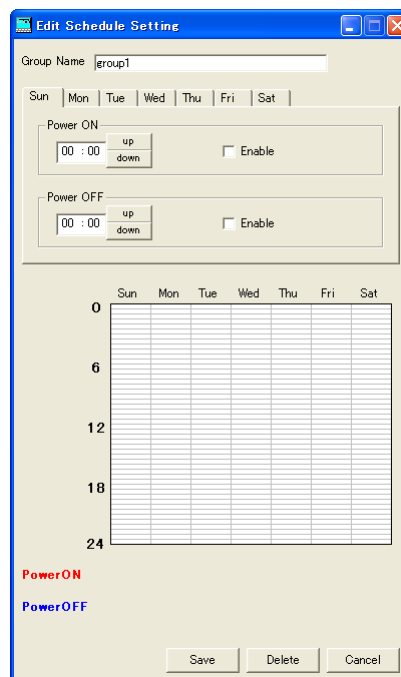 Edit Schedule Setting
Group Name group1
Sun Mon Tue Wed Thu Fri Sat
Power ON
00 : 00 up down Enable
Power OFF
00 : 00 up down Enable
Sun Mon Tue Wed Thu Fri Sat
0
6
12
18
24
PowerON
PowerOFF
Save Delete Cancel